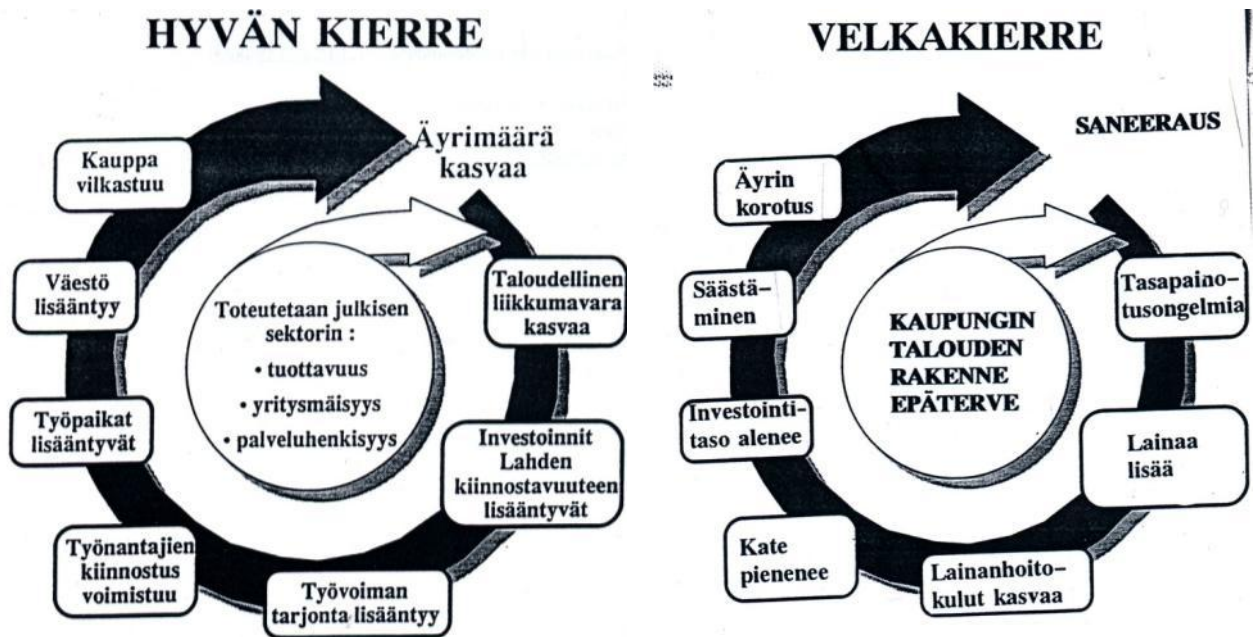 HYVÄN KIERRE
Äyrimäärä
kasvaa
Taloudellinen
liikkumavara
kasvaa
Investoinnit
Lahden
kiinnostavuuteen
lisääntyvät
Työvoiman
tarjonta lisääntyy
Työnantajien
kiinnostus
voimistuu
Työpaikat
lisääntyvät
Väestö
lisääntyy
Kauppa
vilkastuu
Toteutetaan julkisen
sektorin :
• tuottavuus
• yritysmäisyys
• palveluhenkisyys
VELKAKIERRE
SANEERAUS
Tasapaino-
tusongelmia
Lainaa
lisää
Lainanhoito-
kulut kasvaa
Kate
pienenee
Investointi-
taso alenee
Säästä-
minen
Äyrin
korotus
KAUPUNGIN
TALOUDEN
RAKENNE
EPÄTERVE